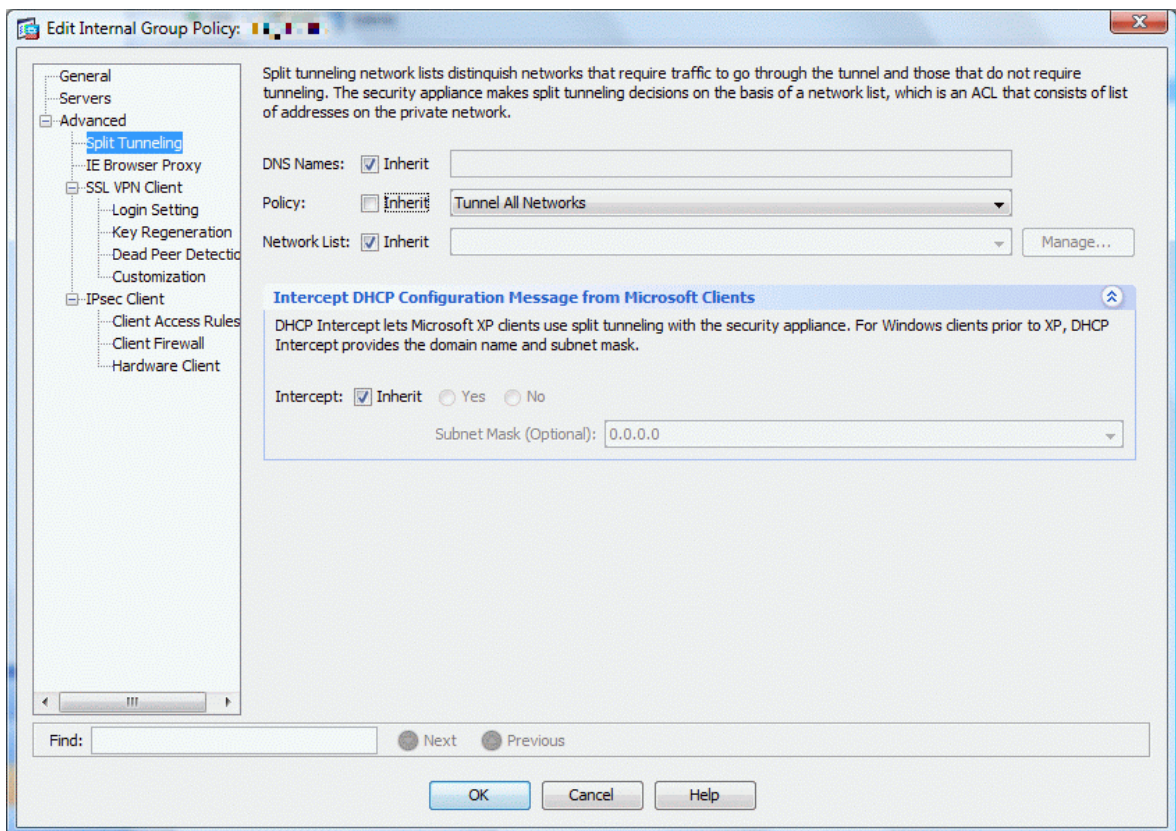 Edit Internal Group Policy:
General
Servers
Advanced
Split Tunneling
IE Browser Proxy
SSL VPN Client
Login Setting
Key Regeneration
Dead Peer Detectio
Customization
IPsec Client
Client Access Rules
Client Firewall
Hardware Client
Split tunneling network lists distinquish networks that require traffic to go through the tunnel and those that do not require
tunneling. The security appliance makes split tunneling decisions on the basis of a network list, which is an ACL that consists of list
of addresses on the private network.
DNS Names: Inherit
Policy: Inherit Tunnel All Networks
Network List: Inherit Manage...
Intercept DHCP Configuration Message from Microsoft Clients
DHCP Intercept lets Microsoft XP clients use split tunneling with the security appliance. For Windows clients prior to XP, DHCP
Intercept provides the domain name and subnet mask.
Intercept: Inherit Yes No
Subnet Mask (Optional): 0.0.0.0
Find: Next Previous
OK Cancel Help